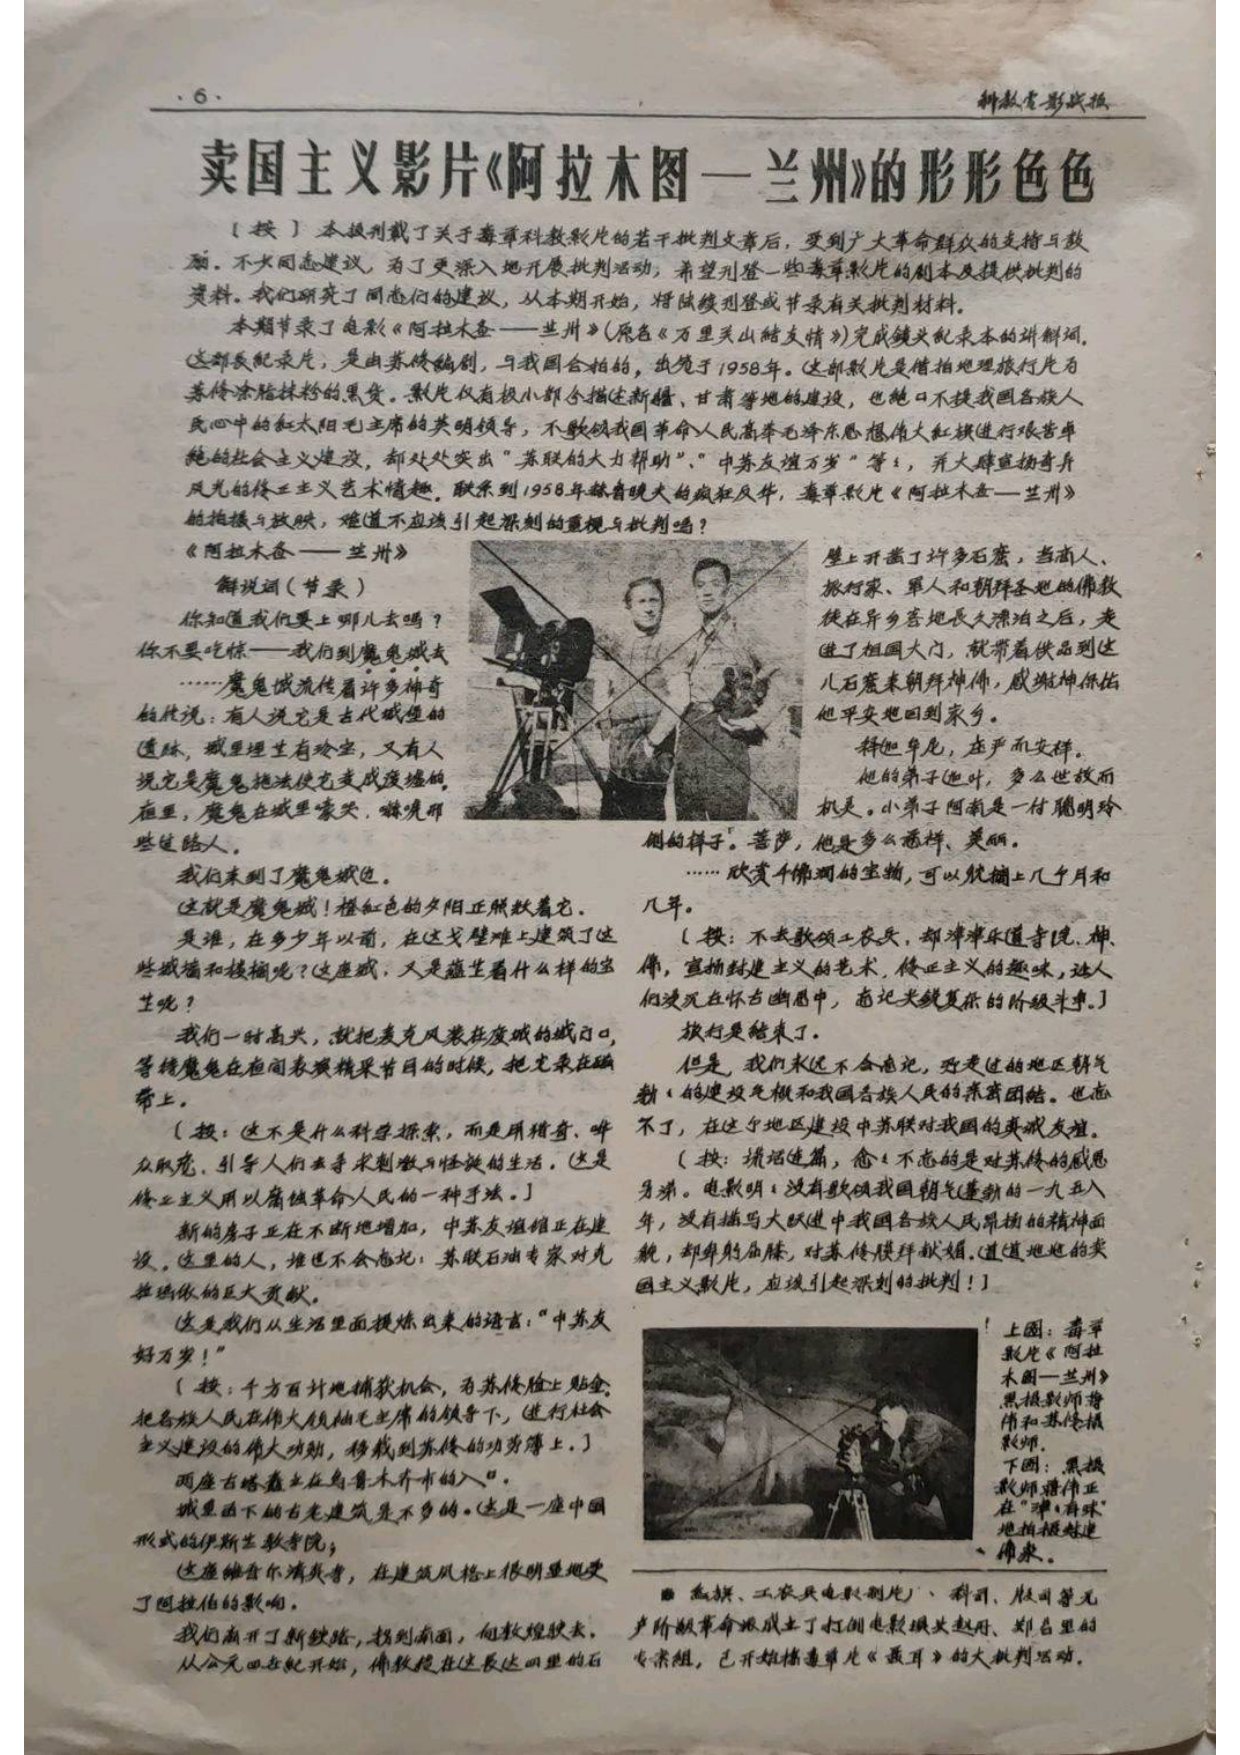 ·6·
科教电影战报
卖国主义影片《阿拉木图—兰州》的形形色色
〔按〕本报刊载了关于毒草科教影片的若干批判文章后，受到广大革命群众的支持与鼓
励。不少同志建议，为了更深入地开展批判活动，希望刊登一些毒草影片的剧本及提供批判的
资料。我们研究了同志们的建议，从本期开始，将陆续刊登或节录有关批判材料。
本期节录了电影《阿拉木图——兰州》（原名《万里关山结友情》）完成镜头纪录本的讲解词。
这部长纪录片，是由苏修编剧，与我国合拍的，出笼于1958年。这部影片是借拍地理旅行片为
苏修涂脂抹粉的黑货。影片仅有极小部分描述新疆、甘肃等地的建设，也绝口不提我国各族人
民心中的红太阳毛主席的英明领导，不歌颂我国革命人民高举毛泽东思想伟大红旗进行艰苦卓
绝的社会主义建设，却处处突出“苏联的大力帮助”、“中苏友谊万岁”等等，并大肆宣扬奇异
风光的修正主义艺术情趣。联系到1958年赫鲁晓夫的疯狂反华，毒草影片《阿拉木图—兰州》
的拍摄与放映，难道不应该引起深刻的重视与批判吗？
《阿拉木图——兰州》
解说词（节录）
你知道我们要上哪儿去吗？
你不要吃惊——我们到魔鬼城去
……魔鬼城流传着许多神奇
的传说：有人说它是古代城堡的
遗跡，城里埋藏有珍宝，又有人
说它是魔鬼施法使它变成废墟的。
夜里，魔鬼在城里嚎哭，嚇唬那
些过路人。
我们来到了魔鬼城边。
这就是魔鬼城！橙红色的夕阳正照耀着它。
是谁，在多少年以前，在这戈壁滩上建筑了这
些城墙和楼阁呢？这座城，又是蕴藏着什么样的宝
藏呢？
我们一时高兴，就把麦克风装在废城的城门口，
等待魔鬼在夜间表演精采节目的时候，把它录在磁
带上。
〔按：这不是什么科学探索，而是用猎奇、哗
众取宠、引导人们去寻求刺激与怪诞的生活。这是
修正主义用以腐蚀革命人民的一种手法。〕
新的房子正在不断地增加，中苏友谊馆正在建
设。这里的人，谁也不会忘记：苏联石油专家对克
拉玛依的巨大贡献。
这是我们从生活里面提炼出来的语言：“中苏友
好万岁！”
〔按：千方百计地捕获机会，为苏修脸上贴金。
把各族人民在伟大领袖毛主席的领导下，进行社会
主义建设的伟大功勋，移栽到苏修的功劳簿上。〕
两座古塔矗立在乌鲁木齐市的入口。
城里留下的古老建筑是不多的。这是一座中国
形式的伊斯兰教寺院；
这座维吾尔清真寺，在建筑风格上很明显地受
了阿拉伯的影响。
我们离开了新铁路，拐到南面，向敦煌驶去。
从公元四世纪开始，佛教徒在这长达四里的石
壁上开凿了许多石窟，当商人、
旅行家、军人和朝拜圣地的佛教
徒在异乡客地长久漂泊之后，走
进了祖国大门，就带着供品到这
儿石窟来朝拜神佛，感谢神保佑
他平安地回到家乡。
释迦牟尼，庄严而安祥。
他的弟子迦叶，多么世故而
机灵。小弟子阿南是一付聪明玲
俐的样子。菩萨，他是多么慈祥、美丽。
……欣赏千佛洞的宝物，可以耽搁上几个月和
几年。
〔按：不去歌颂工农兵，却津津乐道寺院、神、
佛，宣扬封建主义的艺术，修正主义的趣味，让人
们浸沉在怀古幽思中，忘记尖锐复杂的阶级斗争。〕
旅行是结束了。
但是，我们永远不会忘记，所走过的地区朝气
勃勃的建设气概和我国各族人民的亲密团结。也忘
不了，在这个地区建设中苏联对我国的真诚友谊。
〔按：谎话连篇，念念不忘的是对苏修的感恩
号涕。电影明明没有歌颂我国朝气蓬勃的一九五八
年，没有描写大跃进中我国各族人民昂扬的精神面
貌，却卑躬屈膝，对苏修膜拜献媚。道道地地的卖
国主义影片，应该引起深刻的批判！〕
上图：毒草
影片《阿拉
木图—兰州》
黑摄影师蒋
伟和苏修摄
影师。
下图：黑摄
影师蒋伟正
在“津津有味”
地拍摄封建
佛象。
● 红旗、工农兵电影制片厂、科司、版司等无
产阶级革命派成立了打倒电影坝头赵丹、郑君里的
专案组，已开始搞毒草片《聂耳》的大批判活动。